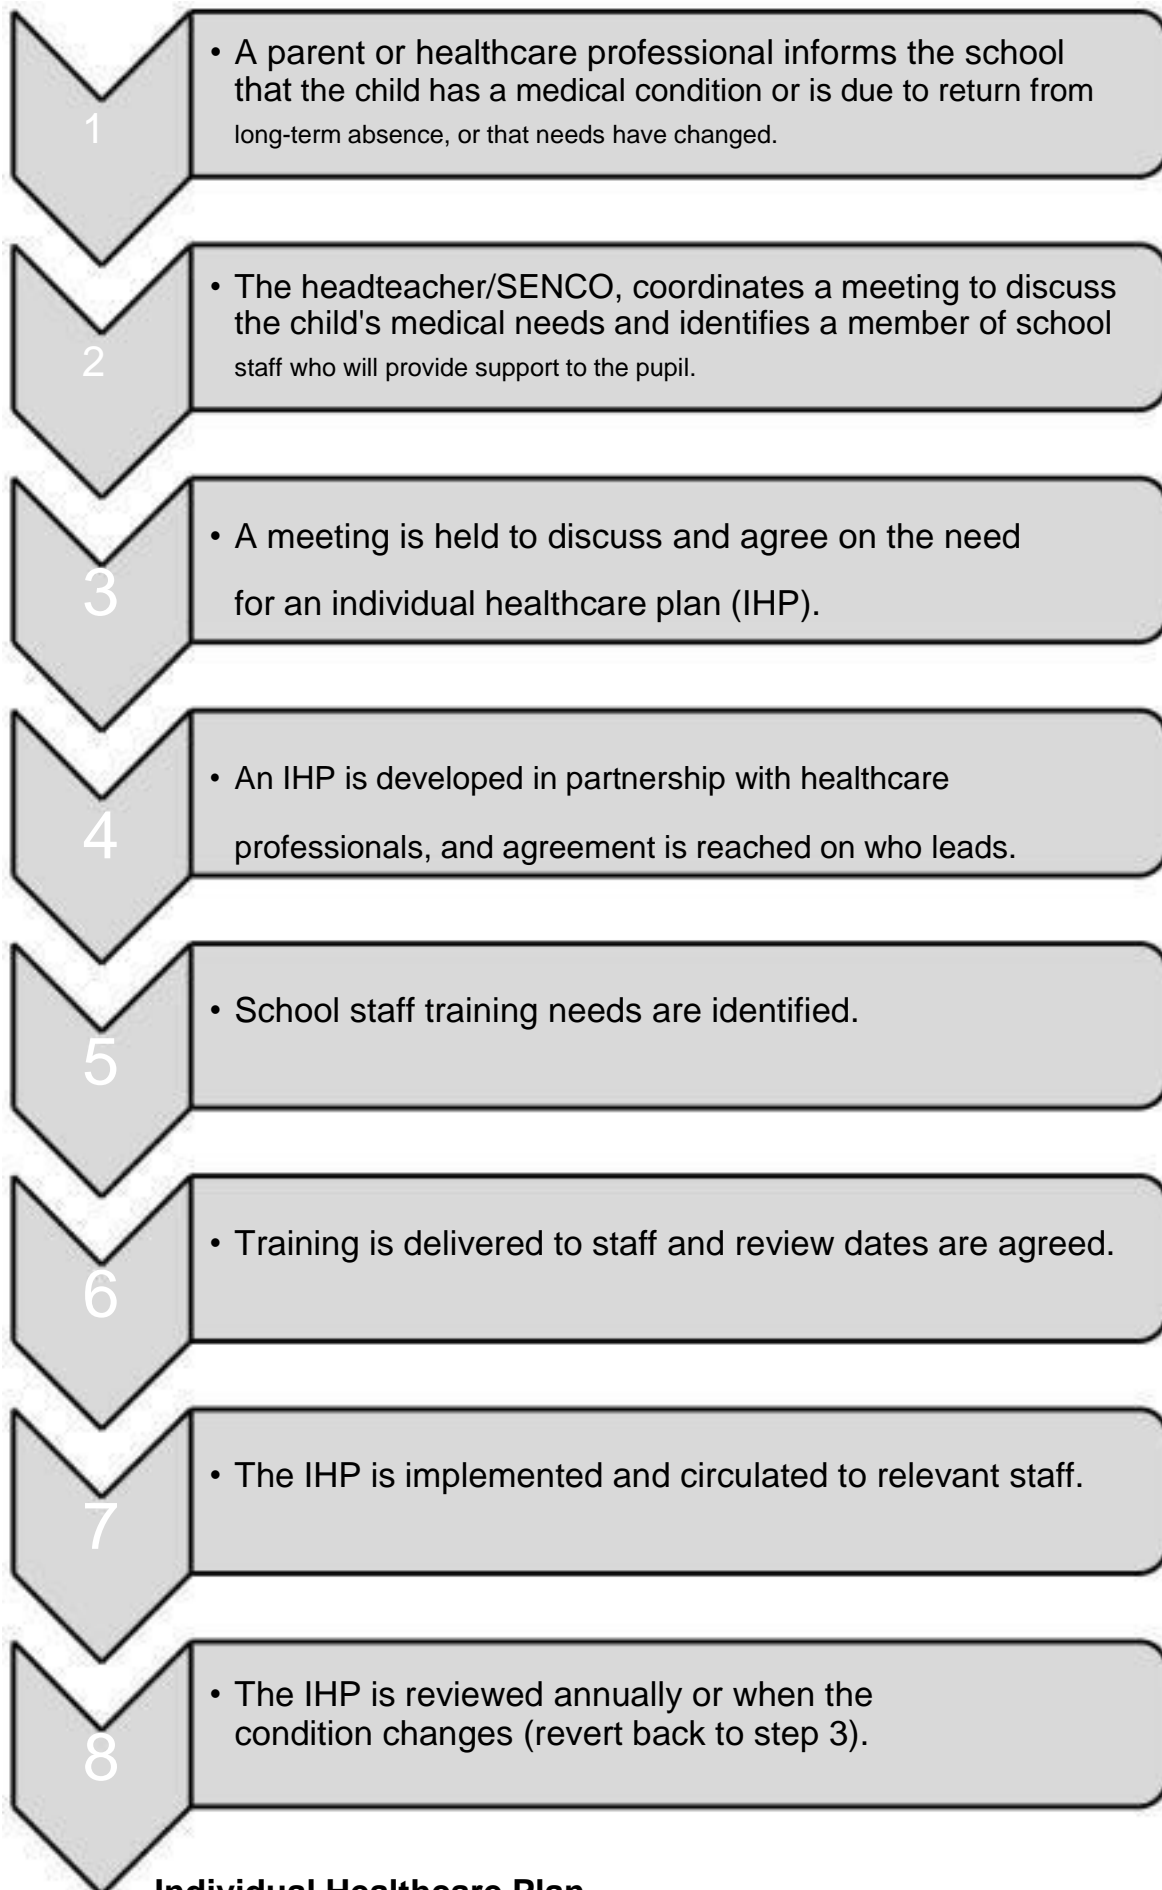 1
• A parent or healthcare professional informs the school
that the child has a medical condition or is due to return from
long-term absence, or that needs have changed.
2
• The headteacher/SENCO, coordinates a meeting to discuss
the child's medical needs and identifies a member of school
staff who will provide support to the pupil.
3
• A meeting is held to discuss and agree on the need
for an individual healthcare plan (IHP).
4
• An IHP is developed in partnership with healthcare
professionals, and agreement is reached on who leads.
5
• School staff training needs are identified.
6
• Training is delivered to staff and review dates are agreed.
7
• The IHP is implemented and circulated to relevant staff.
8
• The IHP is reviewed annually or when the
condition changes (revert back to step 3).
Individual Healthcare Plan